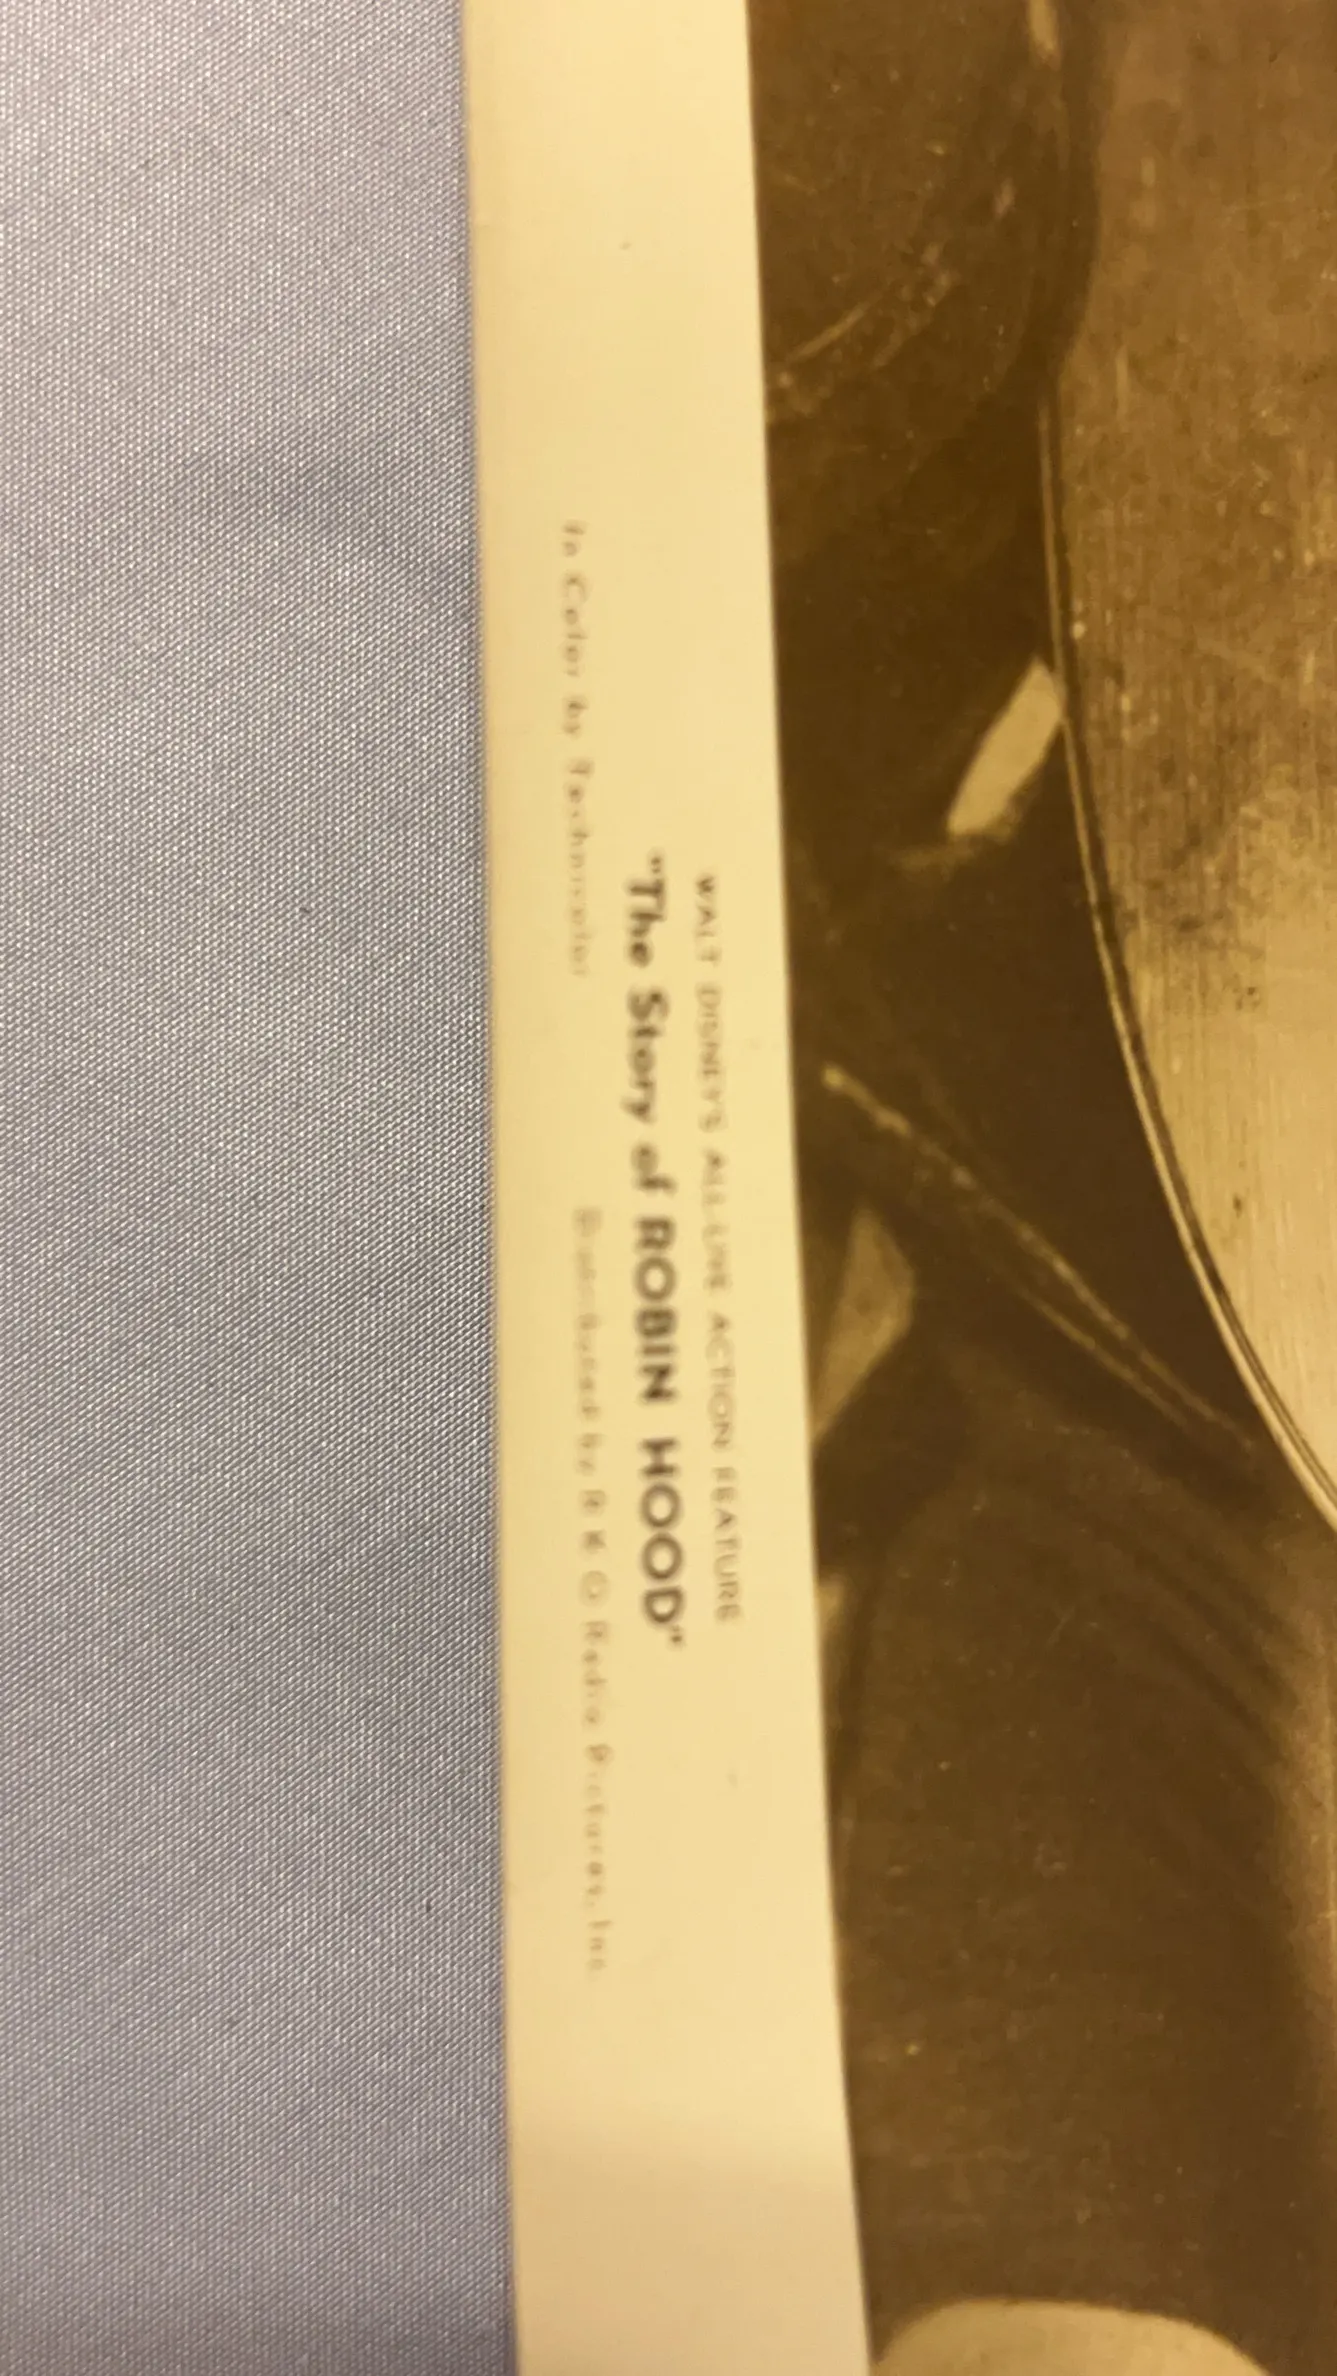 WALT DISNEY'S ALL-LIVE ACTION FEATURE
"The Story of ROBIN HOOD"
In Color by Technicolor Distributed by R K O Radio Pictures, Inc.